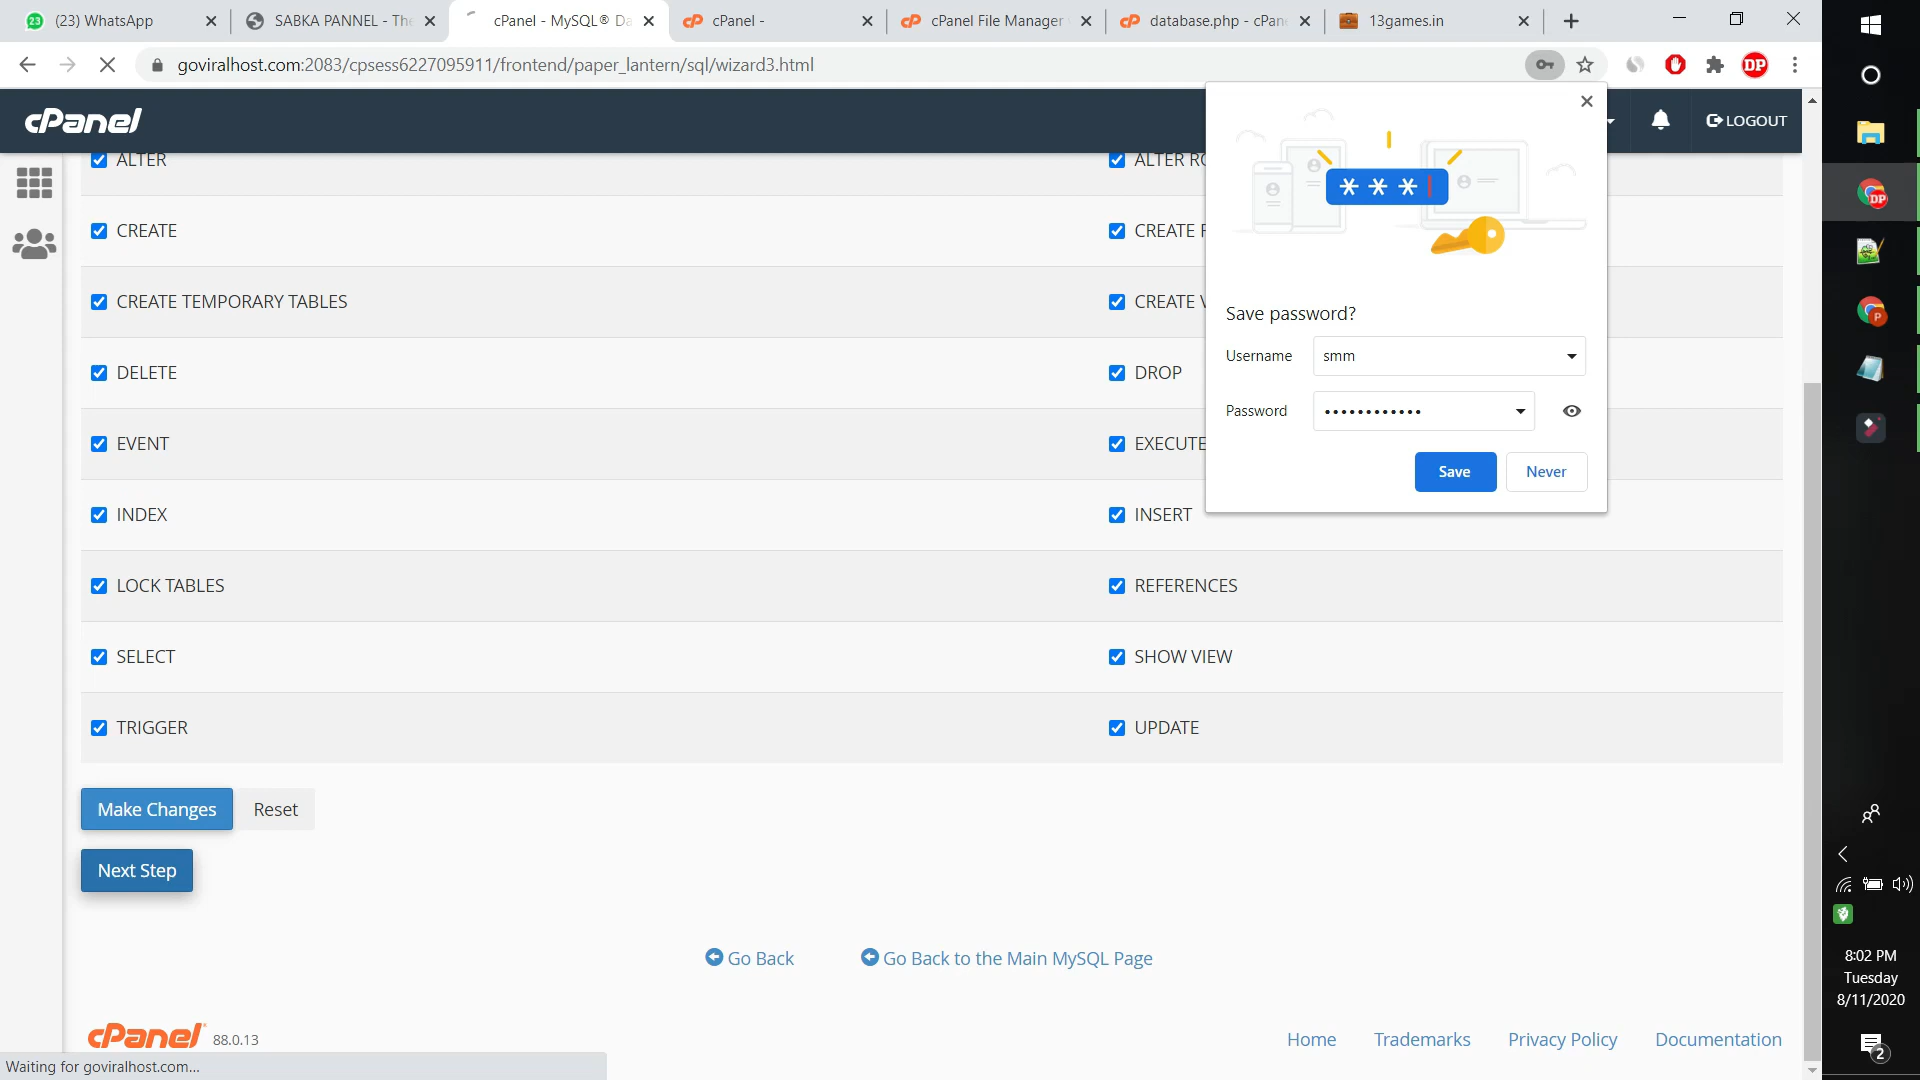 (23) WhatsApp
SABKA PANNEL - The
cPanel - MySQL® Da
cPanel -
cPanel File Manager
database.php - cPane
13games.in
goviralhost.com:2083/cpsess6227095911/frontend/paper_lantern/sql/wizard3.html
DP
cPanel
LOGOUT
ALTER
ALTER RO
CREATE
CREATE
CREATE TEMPORARY TABLES
CREATE V
DELETE
DROP
EVENT
EXECUTE
INDEX
INSERT
LOCK TABLES
REFERENCES
SELECT
SHOW VIEW
TRIGGER
UPDATE
Save password?
Username smm
Password ••••••••••••
Save Never
Make Changes Reset
Next Step
Go Back Go Back to the Main MySQL Page
cPanel 88.0.13
Home Trademarks Privacy Policy Documentation
Waiting for goviralhost.com...
DP
P
8:02 PM
Tuesday
8/11/2020
2